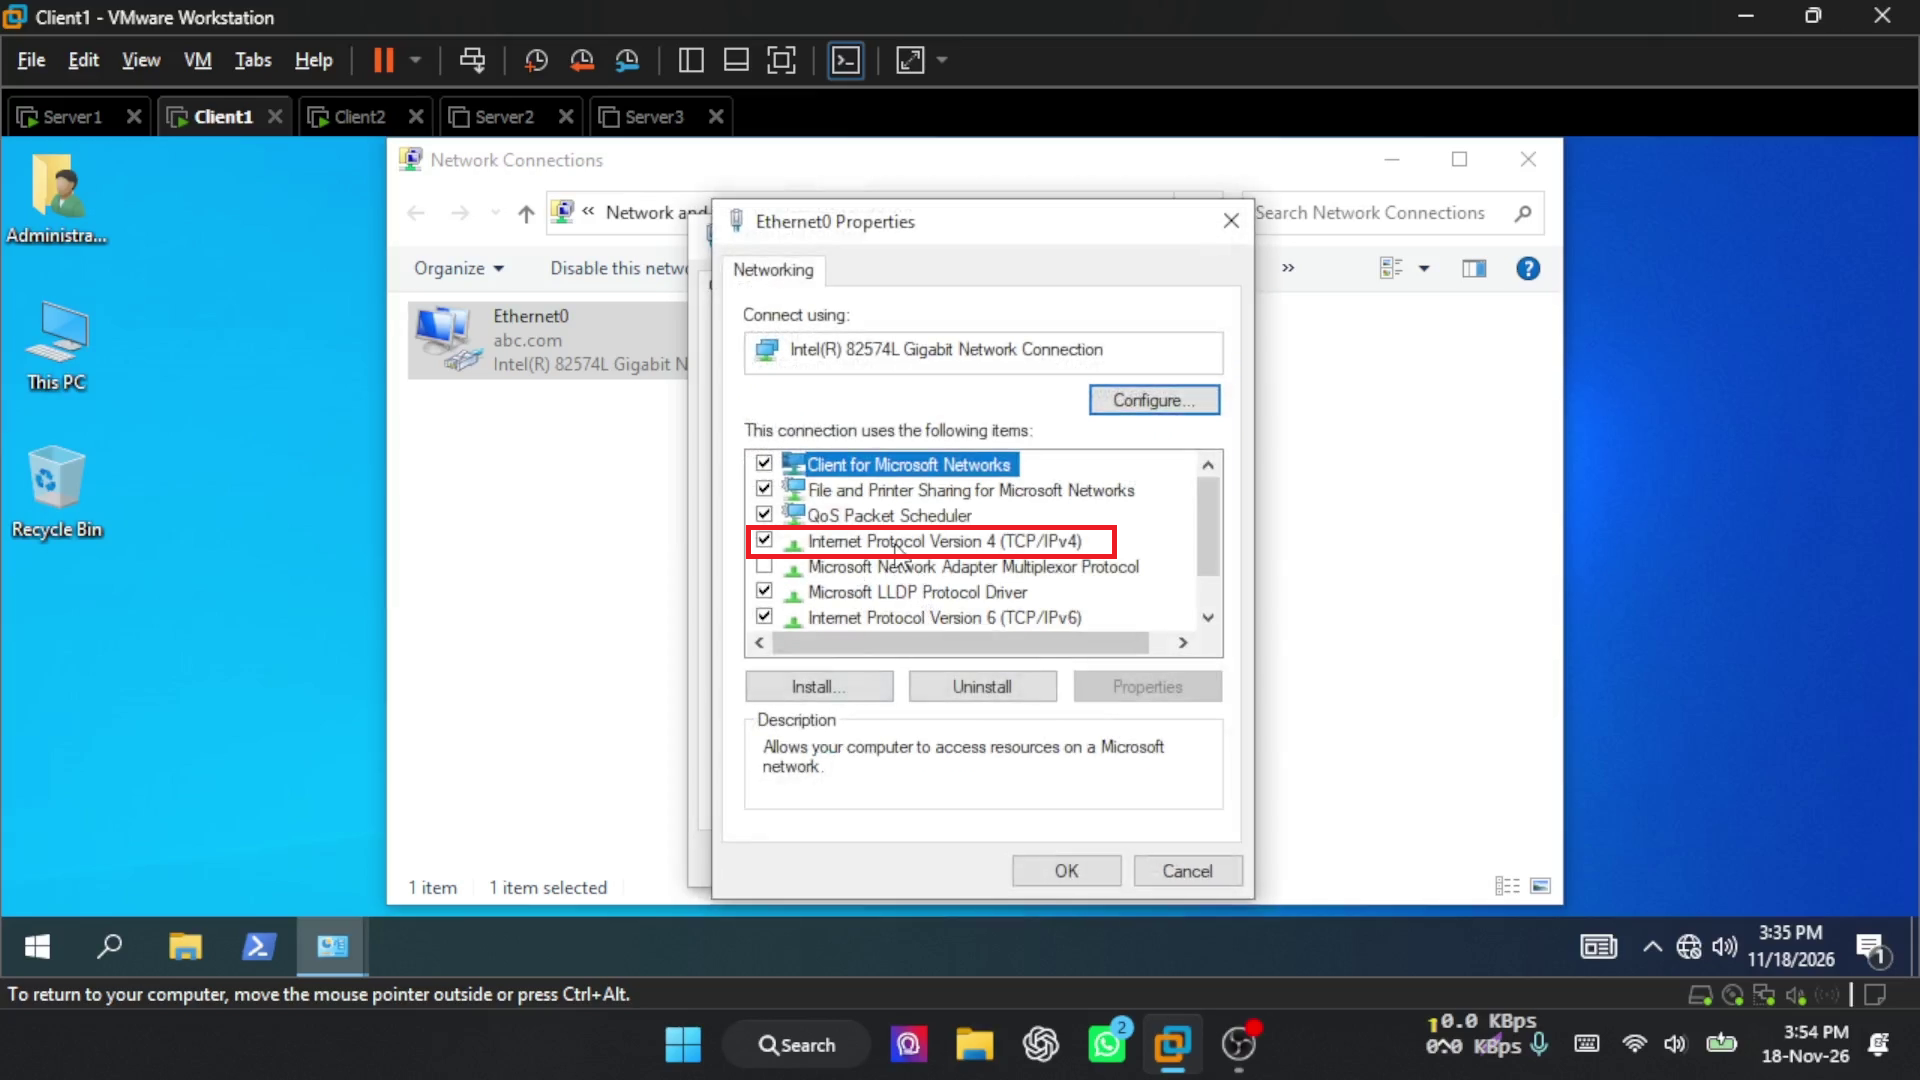 Client1 - VMware Workstation
File Edit View VM Tabs Help
Server1 Client1 Client2 Server2 Server3
Administra...
This PC
Recycle Bin
Network Connections
« Network and
Search Network Connections
Organize Disable this netwo »
Ethernet0
abc.com
Intel(R) 82574L Gigabit N
1 item 1 item selected
Ethernet0 Properties
Networking
Connect using:
Intel(R) 82574L Gigabit Network Connection
Configure...
This connection uses the following items:
Client for Microsoft Networks
File and Printer Sharing for Microsoft Networks
QoS Packet Scheduler
Internet Protocol Version 4 (TCP/IPv4)
Microsoft Network Adapter Multiplexor Protocol
Microsoft LLDP Protocol Driver
Internet Protocol Version 6 (TCP/IPv6)
Install... Uninstall Properties
Description
Allows your computer to access resources on a Microsoft
network.
OK Cancel
3:35 PM
11/18/2026
1
To return to your computer, move the mouse pointer outside or press Ctrl+Alt.
Search
2
0.0 KBps
0.0 KBps
3:54 PM
18-Nov-26